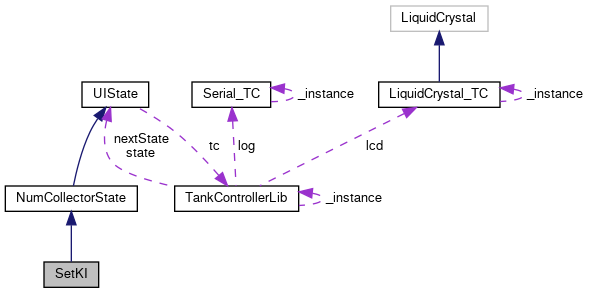 LiquidCrystal
UIState
Serial_TC
_instance
LiquidCrystal_TC
_instance
nextState
state
tc
log
lcd
NumCollectorState
TankControllerLib
_instance
SetKI